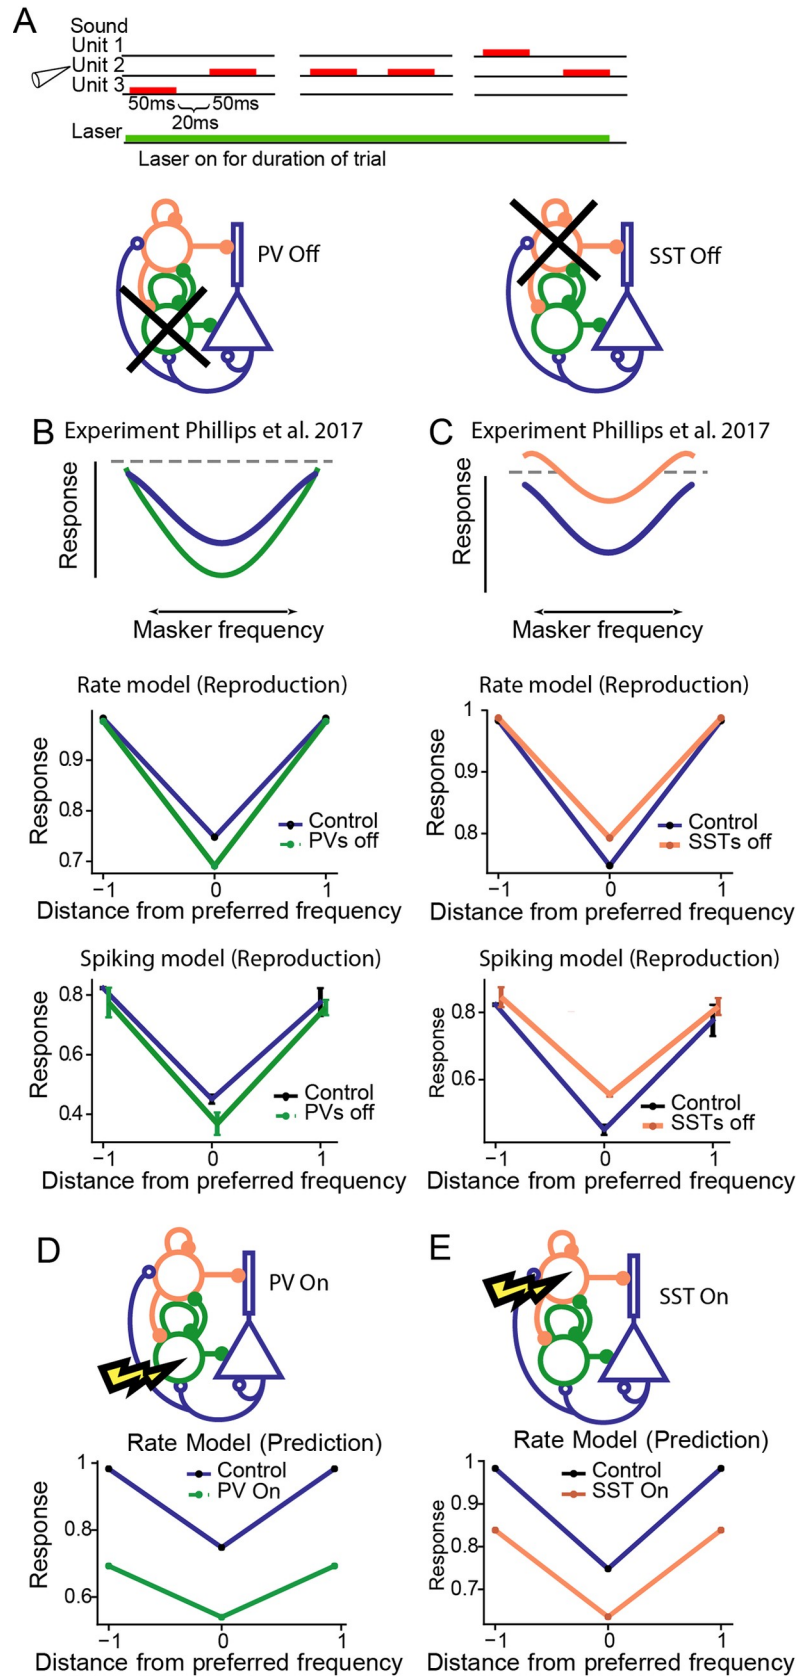 A
Sound
Unit 1
Unit 2
Unit 3
50ms 50ms
20ms
Laser
Laser on for duration of trial
PV Off
SST Off
B Experiment Phillips et al. 2017
Response
Masker frequency
C Experiment Phillips et al. 2017
Response
Masker frequency
Rate model (Reproduction)
Response
0.9
0.8
0.7
Control
PVs off
−1 0 1
Distance from preferred frequency
Rate model (Reproduction)
Response
1
0.9
0.8
Control
SSTs off
−1 0 1
Distance from preferred frequency
Spiking model (Reproduction)
Response
0.8
0.6
0.4
Control
PVs off
−1 0 1
Distance from preferred frequency
Spiking model (Reproduction)
Response
0.8
0.6
Control
SSTs off
−1 0 1
Distance from preferred frequency
D
PV On
Rate Model (Prediction)
Response
1
0.8
0.6
Control
PV On
−1 0 1
Distance from preferred frequency
E
SST On
Rate Model (Prediction)
Response
1
0.9
0.8
0.7
Control
SST On
−1 0 1
Distance from preferred frequency